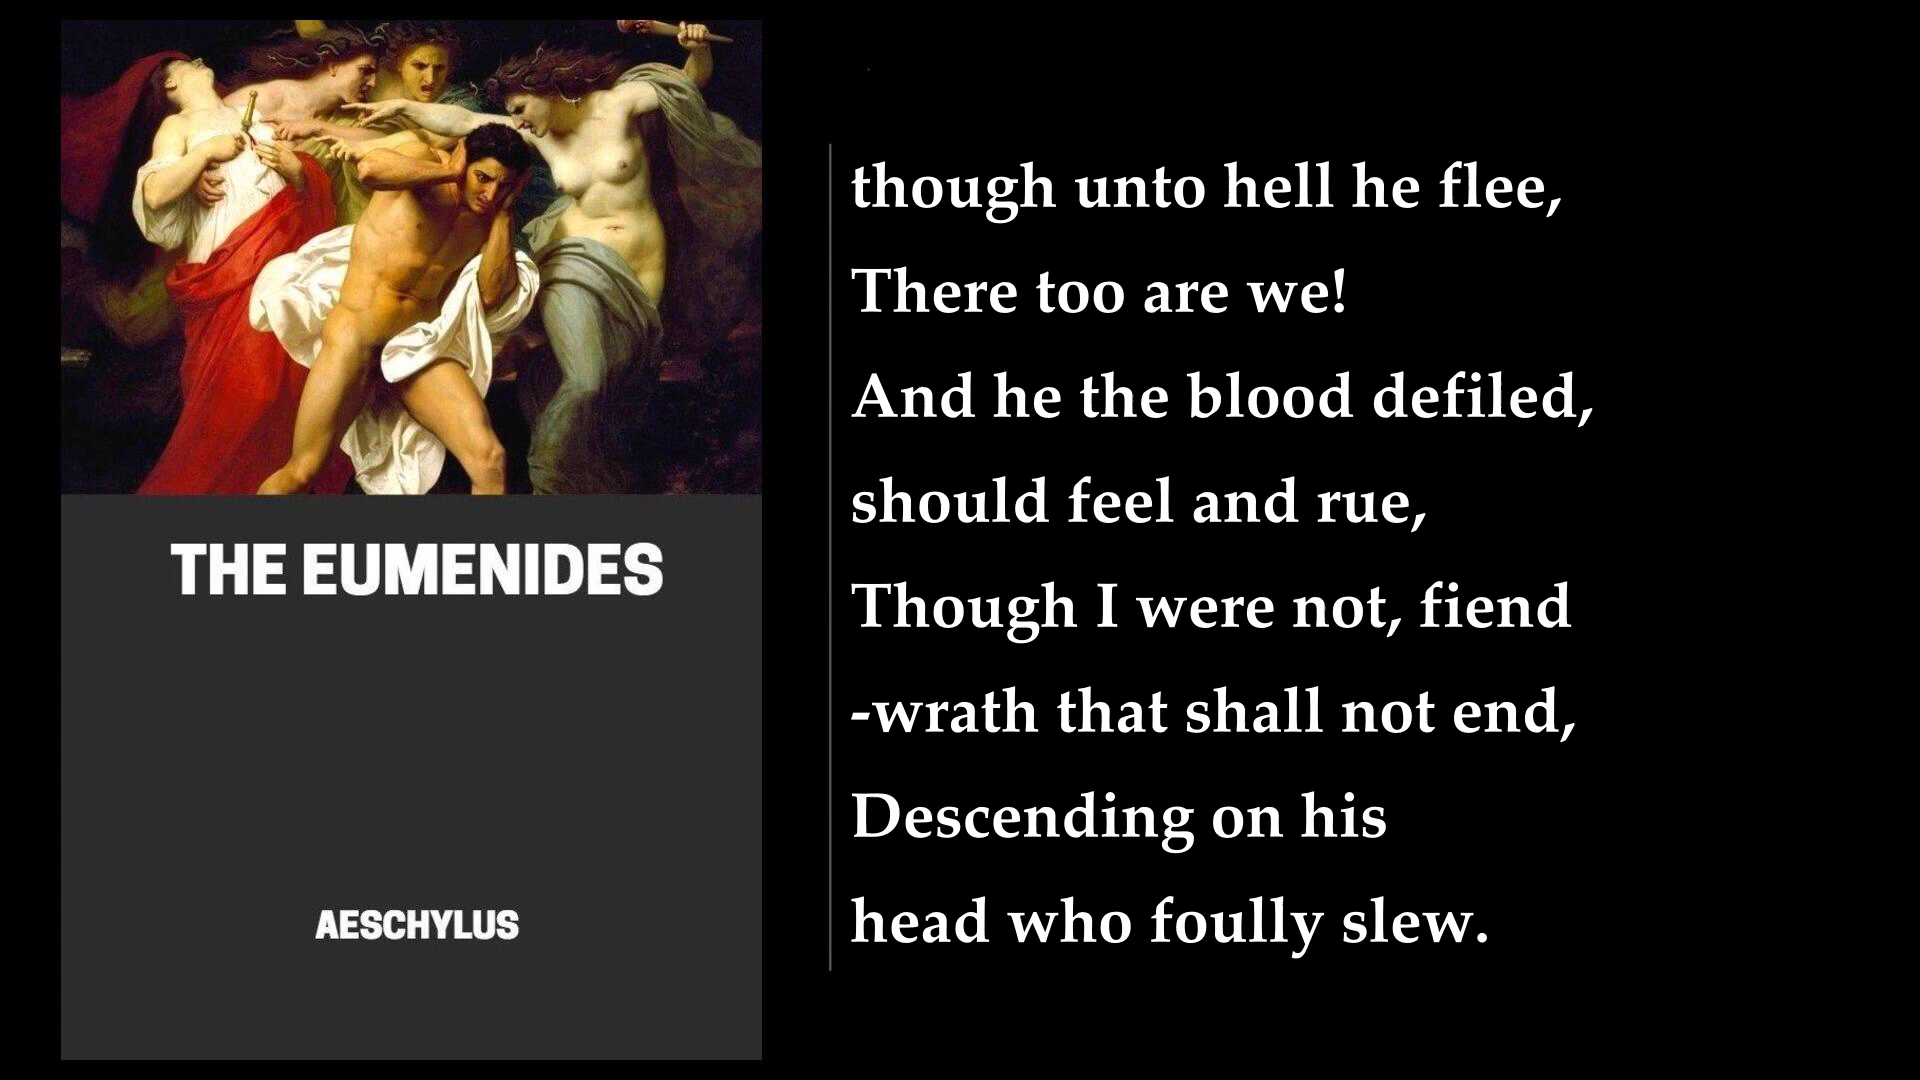 THE EUMENIDES
AESCHYLUS
though unto hell he flee,
There too are we!
And he the blood defiled,
should feel and rue,
Though I were not, fiend
-wrath that shall not end,
Descending on his
head who foully slew.